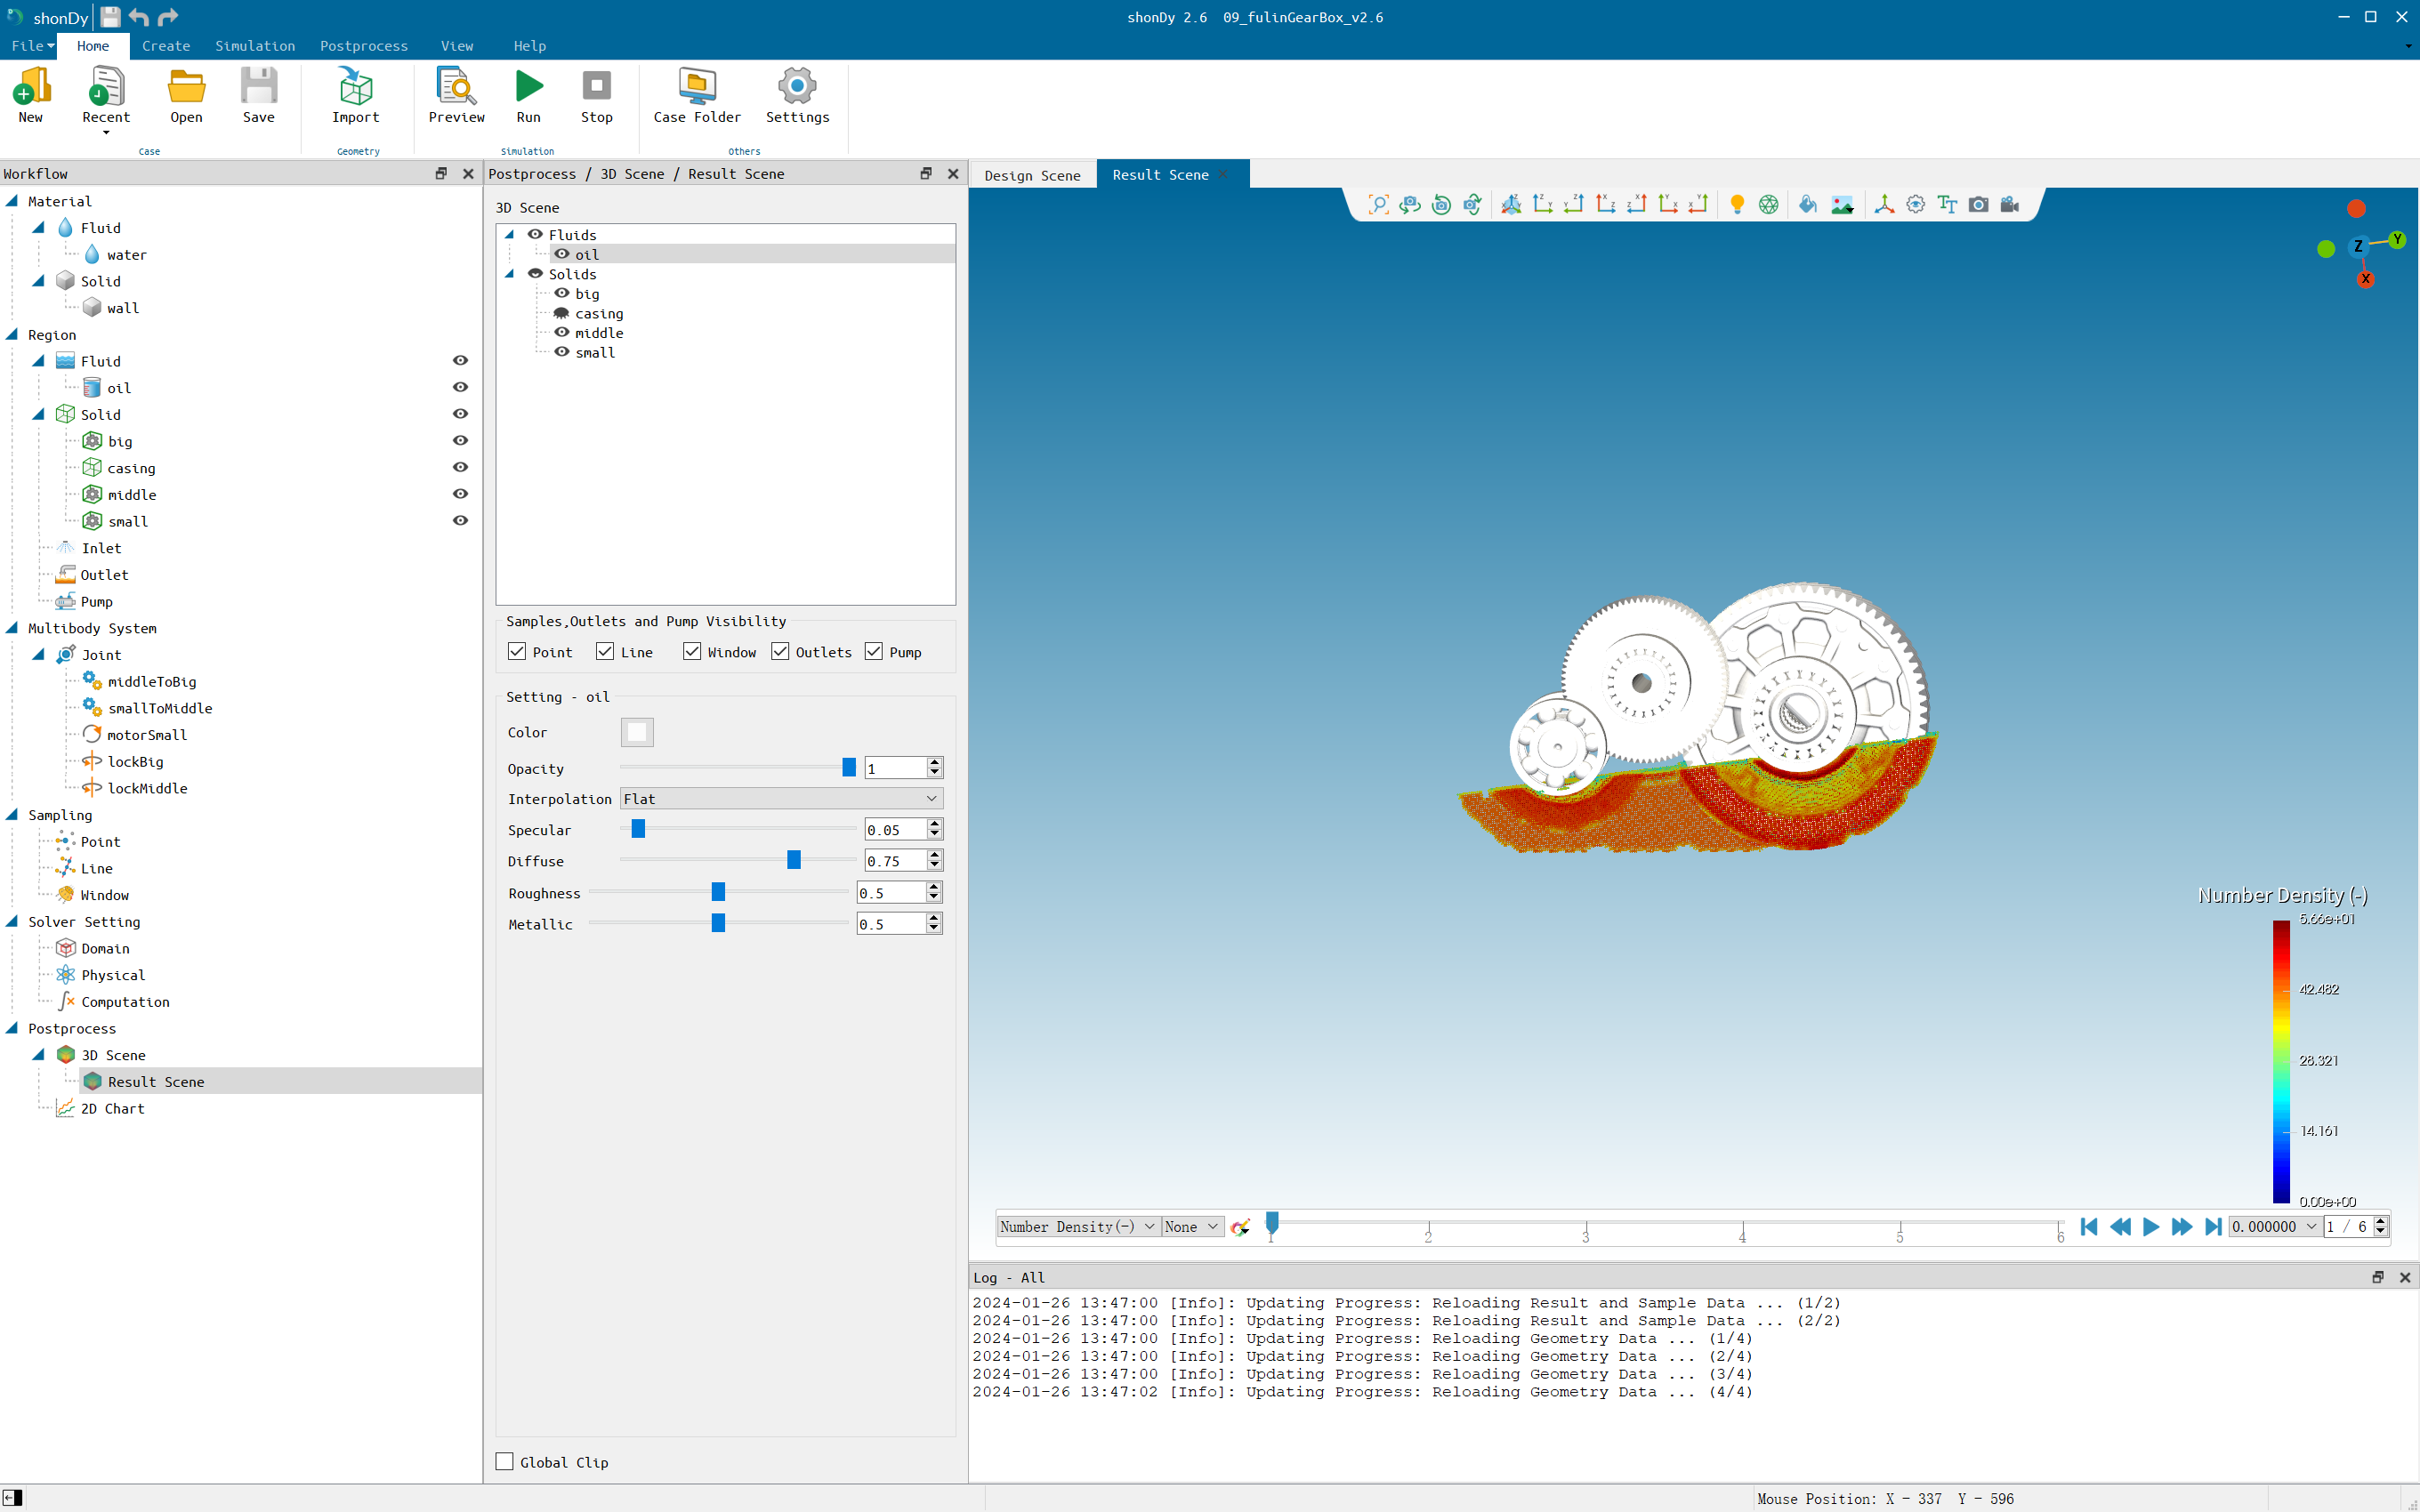 shonDy
shonDy 2.6 09_fulinGearBox_v2.6
File Home Create Simulation Postprocess View Help
New Recent Open Save Import Preview Run Stop Case Folder Settings
Case Geometry Simulation Others
Workflow
Material
Fluid
water
Solid
wall
Region
Fluid
oil
Solid
big
casing
middle
small
Inlet
Outlet
Pump
Multibody System
Joint
middleToBig
smallToMiddle
motorSmall
lockBig
lockMiddle
Sampling
Point
Line
Window
Solver Setting
Domain
Physical
Computation
Postprocess
3D Scene
Result Scene
2D Chart
Postprocess / 3D Scene / Result Scene
3D Scene
Fluids
oil
Solids
big
casing
middle
small
Samples,Outlets and Pump Visibility
Point Line Window Outlets Pump
Setting - oil
Color
Opacity 1
Interpolation Flat
Specular 0.05
Diffuse 0.75
Roughness 0.5
Metallic 0.5
Global Clip
Design Scene Result Scene
Z Y
X
Number Density (-)
5.66e+01
42.482
28.321
14.161
0.00e+00
Number Density(-) None 0.000000 1 / 6
1 2 3 4 5 6
Log - All
2024-01-26 13:47:00 [Info]: Updating Progress: Reloading Result and Sample Data ... (1/2)
2024-01-26 13:47:00 [Info]: Updating Progress: Reloading Result and Sample Data ... (2/2)
2024-01-26 13:47:00 [Info]: Updating Progress: Reloading Geometry Data ... (1/4)
2024-01-26 13:47:00 [Info]: Updating Progress: Reloading Geometry Data ... (2/4)
2024-01-26 13:47:00 [Info]: Updating Progress: Reloading Geometry Data ... (3/4)
2024-01-26 13:47:02 [Info]: Updating Progress: Reloading Geometry Data ... (4/4)
Mouse Position: X - 337 Y - 596